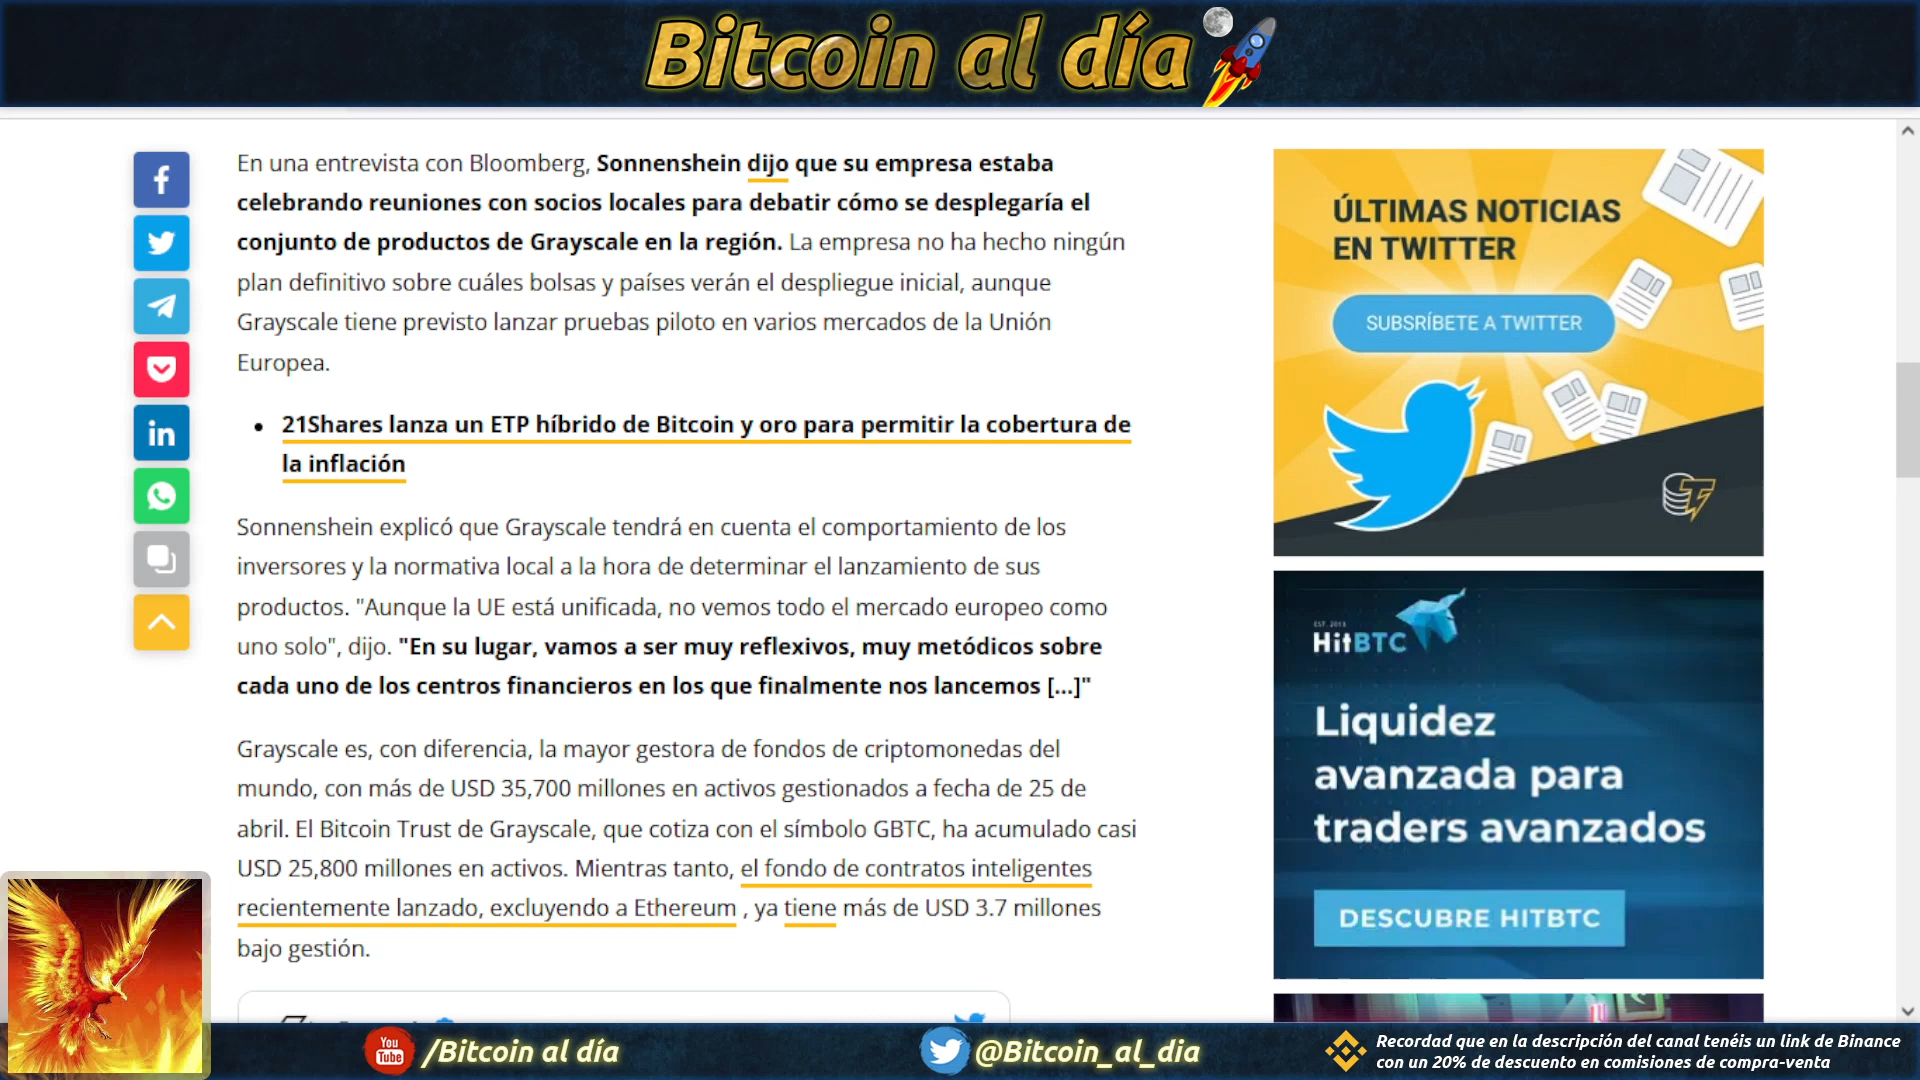 Bitcoin al día
En una entrevista con Bloomberg, Sonnenshein dijo que su empresa estaba
celebrando reuniones con socios locales para debatir cómo se desplegaría el
conjunto de productos de Grayscale en la región. La empresa no ha hecho ningún
plan definitivo sobre cuáles bolsas y países verán el despliegue inicial, aunque
Grayscale tiene previsto lanzar pruebas piloto en varios mercados de la Unión
Europea.
• 21Shares lanza un ETP híbrido de Bitcoin y oro para permitir la cobertura de
la inflación
Sonnenshein explicó que Grayscale tendrá en cuenta el comportamiento de los
inversores y la normativa local a la hora de determinar el lanzamiento de sus
productos. "Aunque la UE está unificada, no vemos todo el mercado europeo como
uno solo", dijo. "En su lugar, vamos a ser muy reflexivos, muy metódicos sobre
cada uno de los centros financieros en los que finalmente nos lancemos [...]"
Grayscale es, con diferencia, la mayor gestora de fondos de criptomonedas del
mundo, con más de USD 35,700 millones en activos gestionados a fecha de 25 de
abril. El Bitcoin Trust de Grayscale, que cotiza con el símbolo GBTC, ha acumulado casi
USD 25,800 millones en activos. Mientras tanto, el fondo de contratos inteligentes
recientemente lanzado, excluyendo a Ethereum , ya tiene más de USD 3.7 millones
bajo gestión.
ÚLTIMAS NOTICIAS
EN TWITTER
SUBSRÍBETE A TWITTER
EST. 2013
HitBTC
Liquidez
avanzada para
traders avanzados
DESCUBRE HITBTC
You
Tube
/Bitcoin al día
@Bitcoin_al_dia
Recordad que en la descripción del canal tenéis un link de Binance
con un 20% de descuento en comisiones de compra-venta